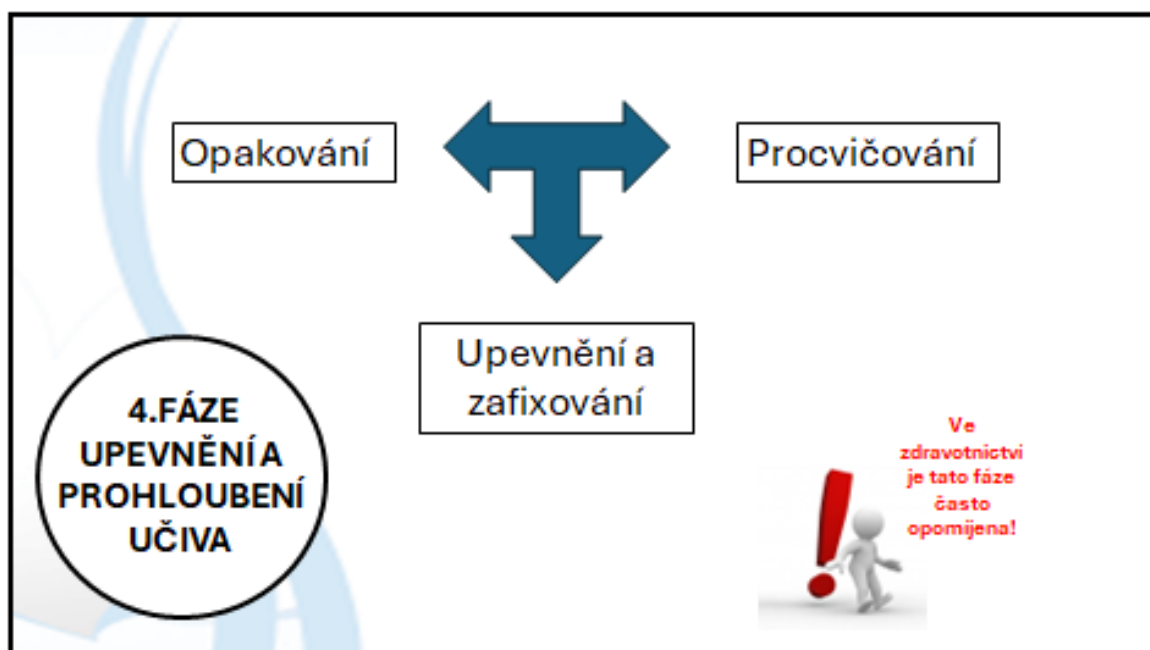 Opakování
Procvičování
Upevnění a
zafixování
4.FÁZE
UPEVNĚNÍ A
PROHLOUBENÍ
UČIVA
Ve
zdravotnictví
je tato fáze
často
opomíjena!